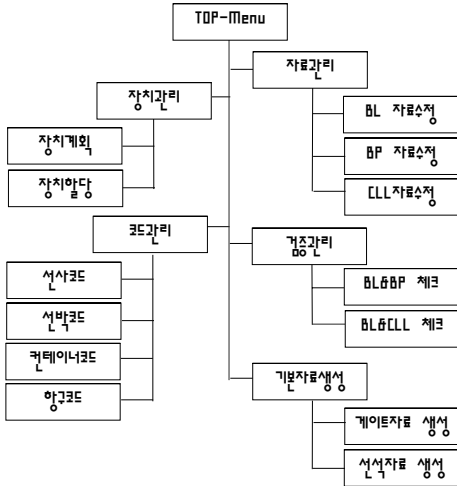 TOP-Menu
자료관리
장치관리
BL 자료수정
장치계획
BP 자료수정
장치할당
CLL자료수정
코드관리
검증관리
선사코드
BL&BP 체크
선박코드
BL&CLL 체크
컨테이너코드
기본자료생성
항구코드
게이트자료 생성
선석자료 생성